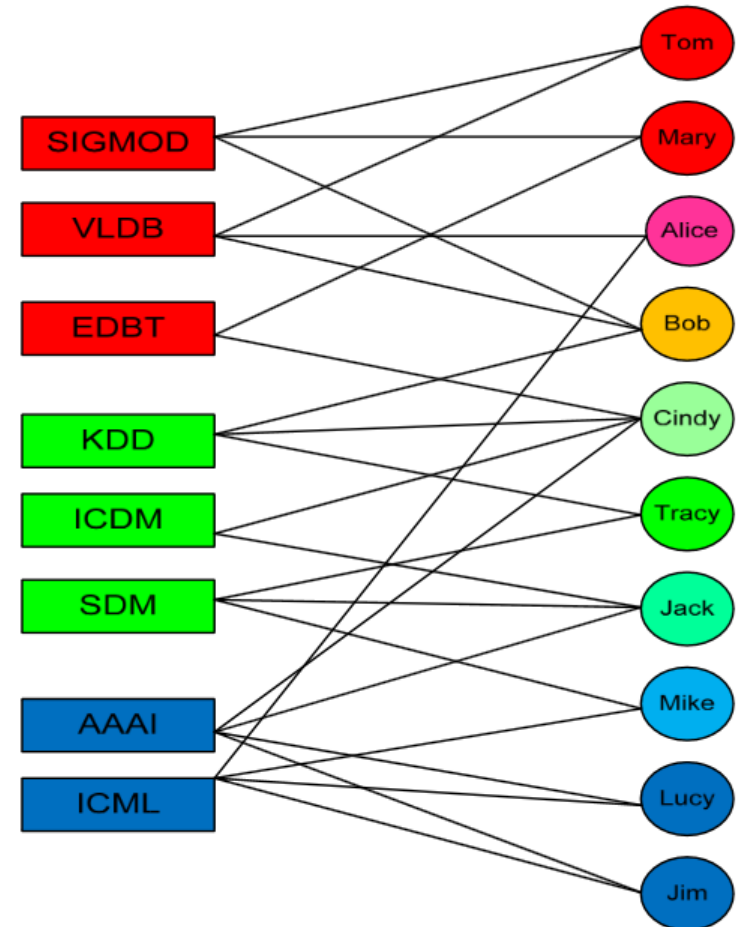 SIGMOD
VLDB
EDBT
KDD
ICDM
SDM
AAAI
ICML
Tom
Mary
Alice
Bob
Cindy
Tracy
Jack
Mike
Lucy
Jim